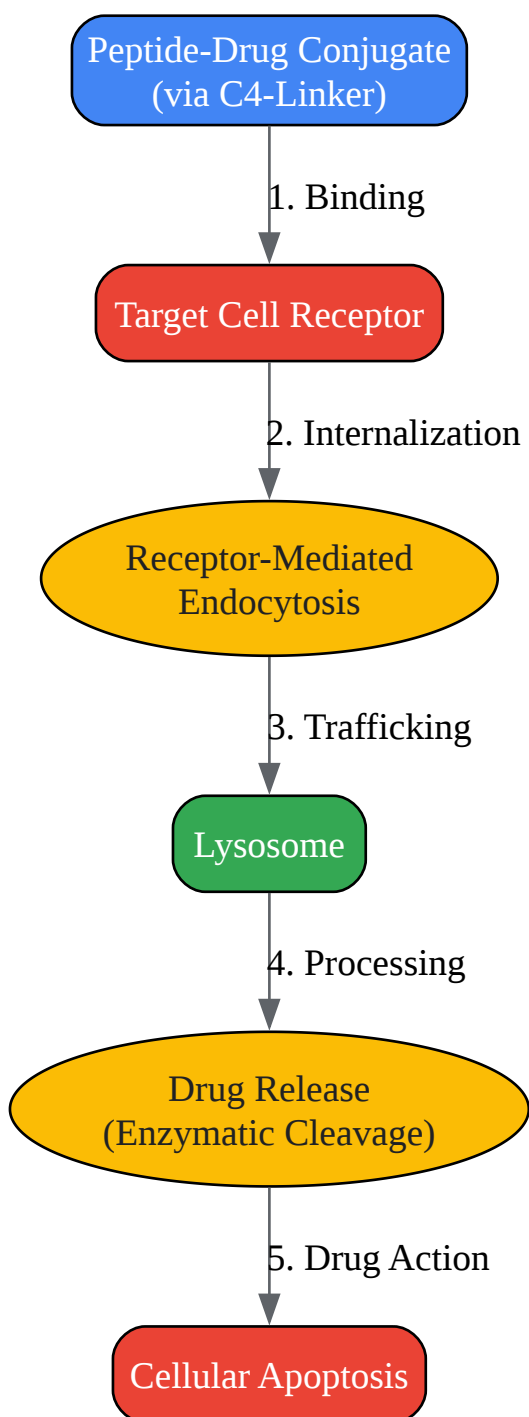 Peptide-Drug Conjugate
(via C4-Linker)
1. Binding
Target Cell Receptor
2. Internalization
Receptor-Mediated
Endocytosis
3. Trafficking
Lysosome
4. Processing
Drug Release
(Enzymatic Cleavage)
5. Drug Action
Cellular Apoptosis